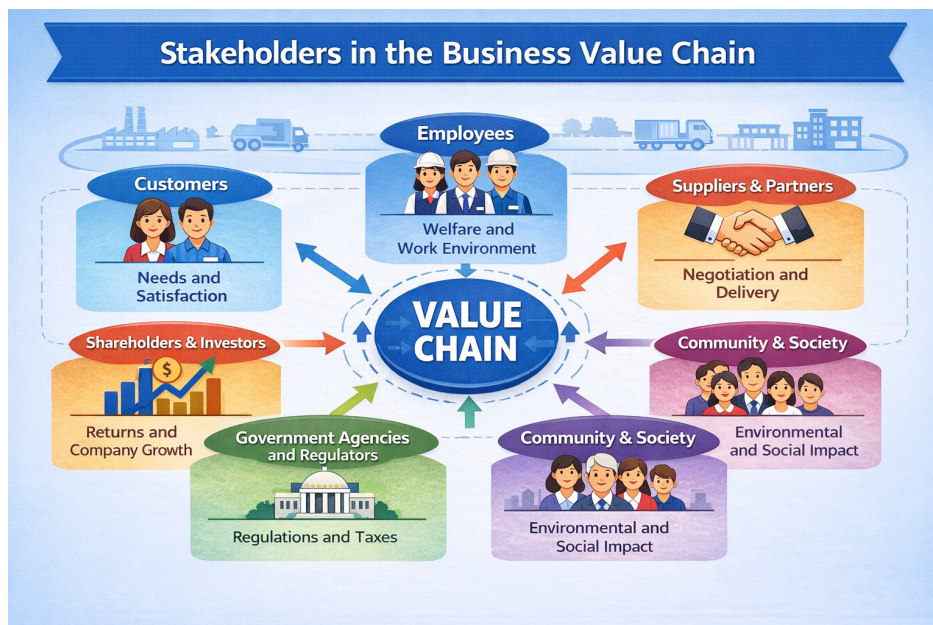 Stakeholders in the Business Value Chain
Employees
Welfare and
Work Environment
Customers
Needs and
Satisfaction
Suppliers & Partners
Negotiation and
Delivery
VALUE
CHAIN
Shareholders & Investors
$
Returns and
Company Growth
Community & Society
Environmental
and Social Impact
Government Agencies
and Regulators
Regulations and Taxes
Community & Society
Environmental and
Social Impact